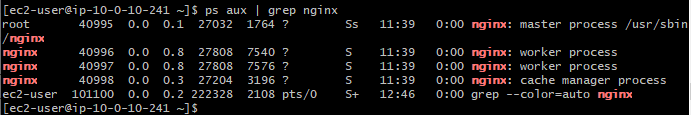 [ec2-user@ip-10-0-10-241 ~]$ ps aux | grep nginx
root       40995  0.0  0.1  27032  1764 ?        Ss   11:39   0:00 nginx: master process /usr/sbin
/nginx
nginx      40996  0.0  0.8  27808  7540 ?        S    11:39   0:00 nginx: worker process
nginx      40997  0.0  0.8  27808  7576 ?        S    11:39   0:00 nginx: worker process
nginx      40998  0.0  0.3  27204  3196 ?        S    11:39   0:00 nginx: cache manager process
ec2-user  101100  0.0  0.2 222328  2108 pts/0    S+   12:46   0:00 grep --color=auto nginx
[ec2-user@ip-10-0-10-241 ~]$